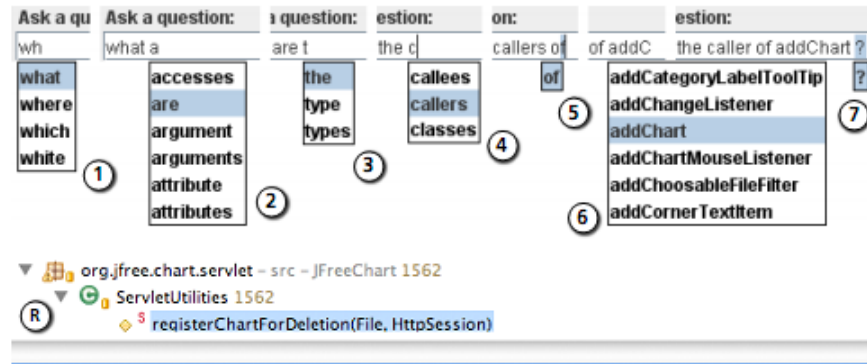 Ask a qu Ask a question: a question: estion: on: estion:
wh what a are t the c callers of of addC the caller of addChart ?
what
where
which
white
1
accesses
are
argument
arguments
attribute
attributes
2
the
type
types
3
callees
callers
classes
4
of
5
addCategoryLabelToolTip
addChangeListener
addChart
addChartMouseListener
addChoosableFileFilter
addCornerTextItem
6
?
7
org.jfree.chart.servlet – src – JFreeChart 1562
ServletUtilities 1562
R
S registerChartForDeletion(File, HttpSession)